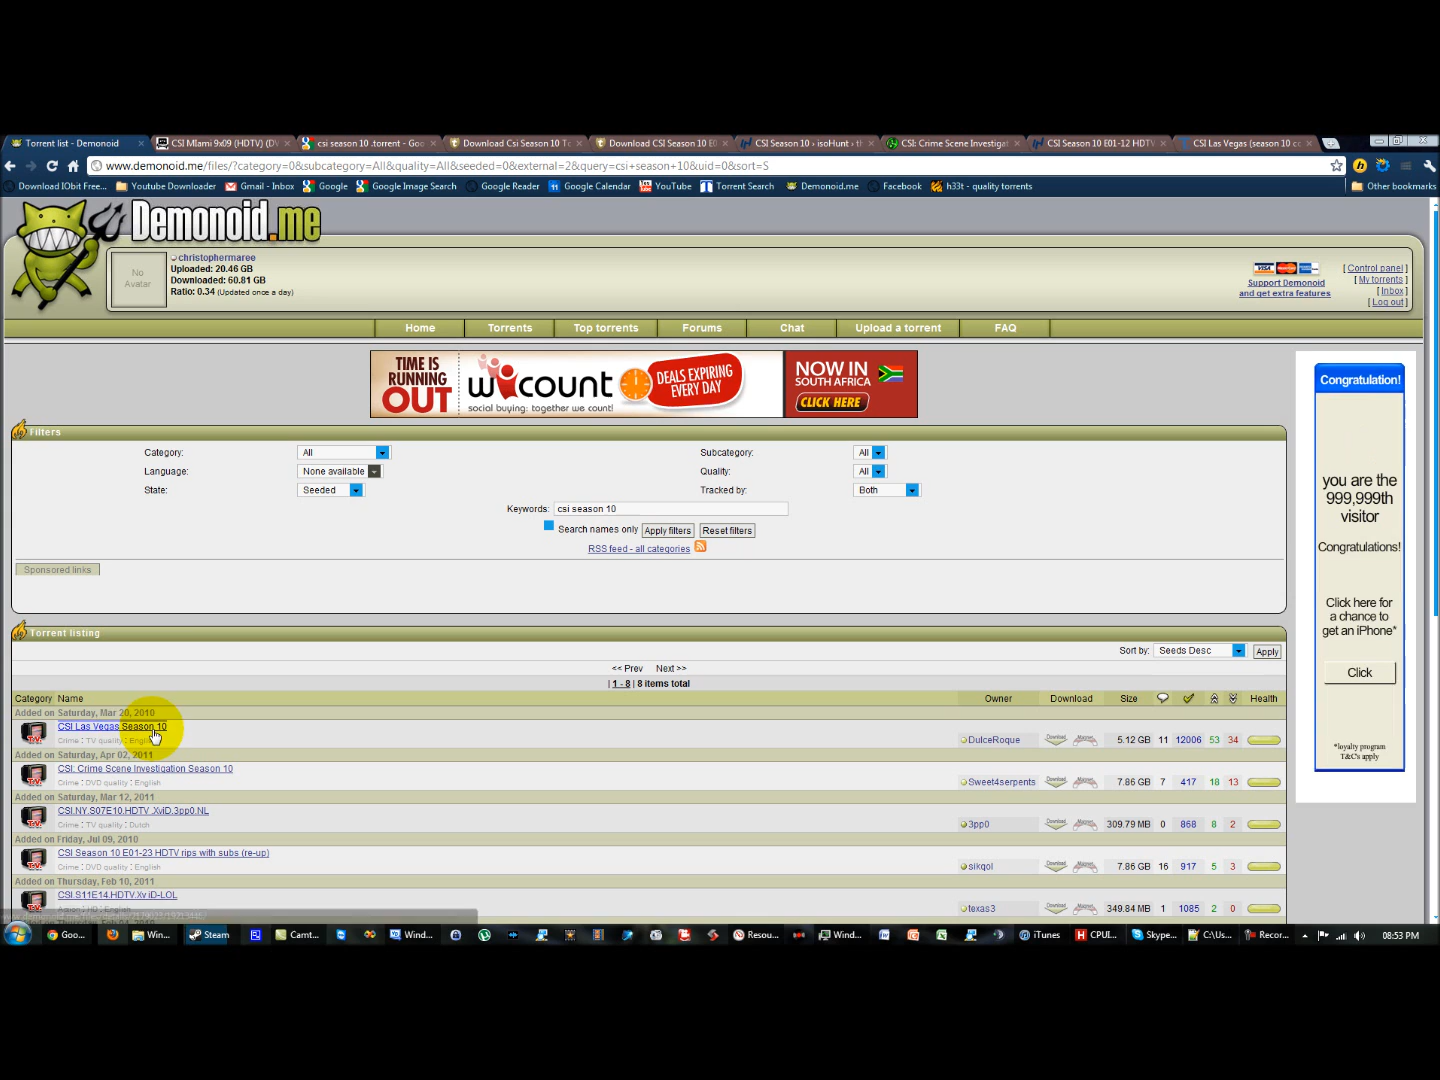 Torrent list - Demonoid
CSI MIami 9x09 (HDTV) (DV
csi season 10 .torrent - Goo
Download Csi Season 10 To
Download CSI Season 10 E0
CSI Season 10 › isoHunt › th
CSI: Crime Scene Investigat
CSI Season 10 E01-12 HDTV
CSI Las Vegas (season 10 co
www.demonoid.me/files/?category=0&subcategory=All&quality=All&seeded=0&external=2&query=csi+season+10&uid=0&sort=S
Download IObit Free...
Youtube Downloader
Gmail - Inbox
Google
Google Image Search
Google Reader
Google Calendar
YouTube
Torrent Search
Demonoid.me
Facebook
h33t - quality torrents
Other bookmarks
Demonoid.me
No
Avatar
christophermaree
Uploaded: 20.46 GB
Downloaded: 60.81 GB
Ratio: 0.34 (Updated once a day)
VISA
Support Demonoid
and get extra features
[ Control panel ]
[ My torrents ]
[ Inbox ]
[ Log out ]
Home Torrents Top torrents Forums Chat Upload a torrent FAQ
TIME IS
RUNNING
OUT
wicount
social buying: together we count!
DEALS EXPIRING
EVERY DAY
NOW IN
SOUTH AFRICA
CLICK HERE
Filters
Category: All Subcategory: All
Language: None available Quality: All
State: Seeded Tracked by: Both
Keywords: csi season 10
Search names only Apply filters Reset filters
RSS feed - all categories
Sponsored links
Torrent listing
Sort by: Seeds Desc Apply
<< Prev Next >>
| 1 - 8 | 8 items total
Category Name Owner Download Size Health
Added on Saturday, Mar 20, 2010
CSI Las Vegas Season 10
Crime : TV quality : English
DulceRoque Download 5.12 GB 11 12006 53 34
Added on Saturday, Apr 02, 2011
CSI: Crime Scene Investigation Season 10
Crime : DVD quality : English
Sweet4serpents Download 7.86 GB 7 417 18 13
Added on Saturday, Mar 12, 2011
CSI.NY.S07E10.HDTV .XviD.3pp0.NL
Crime : TV quality : Dutch
3pp0 Download 309.79 MB 0 868 8 2
Added on Friday, Jul 09, 2010
CSI Season 10 E01-23 HDTV rips with subs (re-up)
Crime : DVD quality : English
sikqol Download 7.86 GB 16 917 5 3
Added on Thursday, Feb 10, 2011
CSI.S11E14.HDTV.XviD-LOL
texas3 Download 349.84 MB 1 1085 2 0
Congratulation!
you are the
999,999th
visitor
Congratulations!
Click here for
a chance to
get an iPhone*
Click
*loyalty program
T&C's apply
Goo...
Win...
Steam
Camt...
Wind...
Resou...
Wind...
iTunes
CPUI...
Skype...
C:\Us...
Recor...
08:53 PM